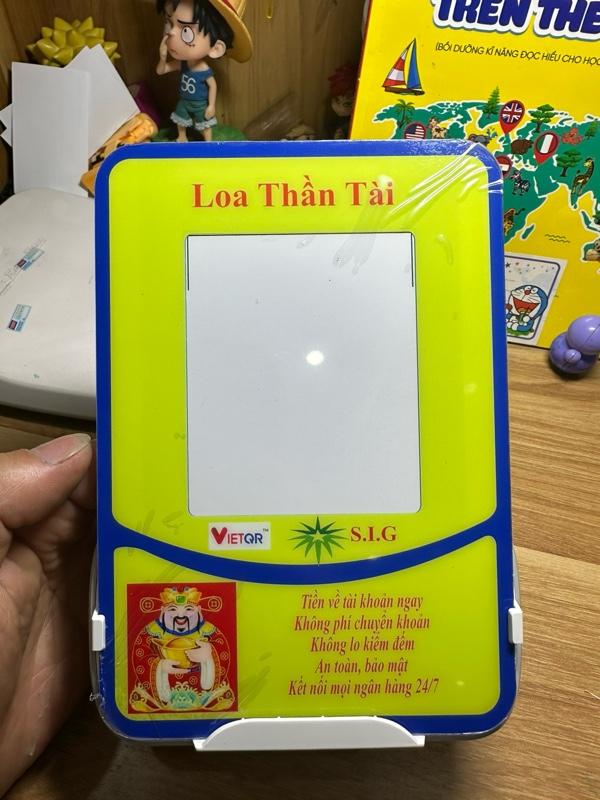 TRÊN THẾ
(BỒI DƯỠNG KĨ NĂNG ĐỌC HIỂU CHO HỌC
56
Loa Thần Tài
VIETQR™
S.I.G
Tiền về tài khoản ngay
Không phí chuyển khoản
Không lo kiểm đếm
An toàn, bảo mật
Kết nối mọi ngân hàng 24/7